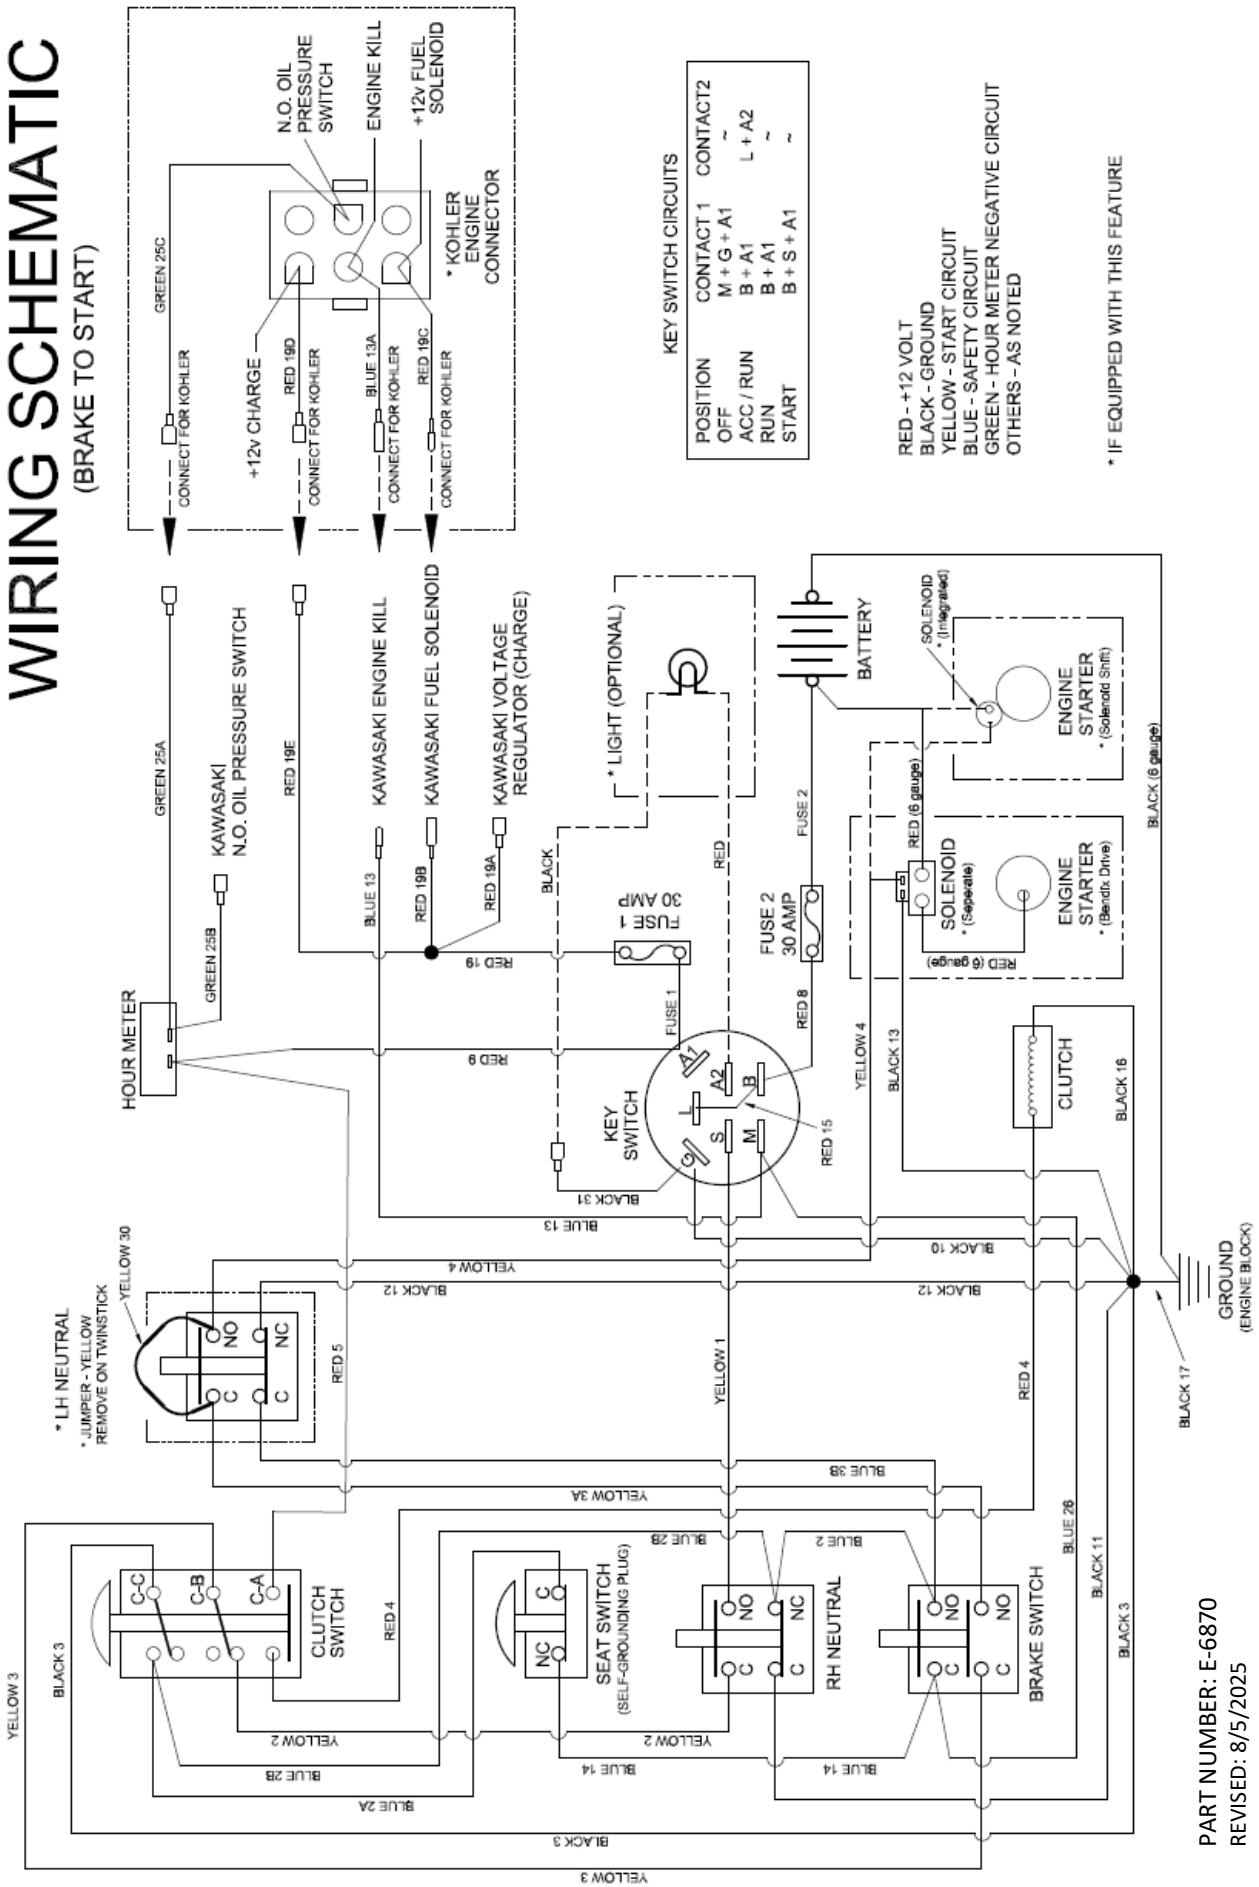 WIRING SCHEMATIC
(BRAKE TO START)
GREEN 25C
N.O. OIL
PRESSURE
SWITCH
ENGINE KILL
+12v FUEL
SOLENOID
* KOHLER
ENGINE
CONNECTOR
+12v CHARGE
RED 19D
BLUE 13A
RED 19C
CONNECT FOR KOHLER
CONNECT FOR KOHLER
CONNECT FOR KOHLER
CONNECT FOR KOHLER
KEY SWITCH CIRCUITS
POSITION CONTACT 1 CONTACT2
OFF M + G + A1 ~
ACC / RUN B + A1 L + A2
RUN B + A1 ~
START B + S + A1 ~
RED - +12 VOLT
BLACK - GROUND
YELLOW - START CIRCUIT
BLUE - SAFETY CIRCUIT
GREEN - HOUR METER NEGATIVE CIRCUIT
OTHERS - AS NOTED
* IF EQUIPPED WITH THIS FEATURE
GREEN 25A
KAWASAKI
N.O. OIL PRESSURE SWITCH
GREEN 25B
HOUR METER
RED 19E
KAWASAKI ENGINE KILL
KAWASAKI FUEL SOLENOID
KAWASAKI VOLTAGE
REGULATOR (CHARGE)
BLUE 13
RED 19B
RED 19A
RED 19
RED 9
* LIGHT (OPTIONAL)
BLACK
RED
FUSE 1
30 AMP
FUSE 1
FUSE 2
FUSE 2
30 AMP
RED 8
BATTERY
SOLENOID
* (Integrated)
ENGINE
STARTER
* (Solenoid Shift)
RED (6 gauge)
SOLENOID
* (Seperate)
ENGINE
STARTER
* (Bendix Drive)
RED (6 gauge)
BLACK (6 gauge)
KEY
SWITCH
A1
A2
B
L
S
M
G
RED 15
BLACK 31
BLUE 13
YELLOW 4
BLACK 13
CLUTCH
BLACK 16
BLACK 10
YELLOW 4
BLACK 12
BLACK 12
GROUND
(ENGINE BLOCK)
BLACK 17
* LH NEUTRAL
* JUMPER - YELLOW
REMOVE ON TWINSTICK
YELLOW 30
NO
NC
C
C
RED 5
YELLOW 1
RED 4
BLUE 3B
YELLOW 3A
BLUE 2B
BLUE 2
BLUE 26
BLACK 11
BLACK 3
YELLOW 3
BLACK 3
C-C
C-B
C-A
CLUTCH
SWITCH
RED 4
NC
C
SEAT SWITCH
(SELF-GROUNDING PLUG)
NO
NC
C
C
RH NEUTRAL
NO
NO
C
C
BRAKE SWITCH
YELLOW 2
YELLOW 2
BLUE 2B
BLUE 14
BLUE 14
BLUE 2A
BLACK 3
YELLOW 3
PART NUMBER: E-6870
REVISED: 8/5/2025